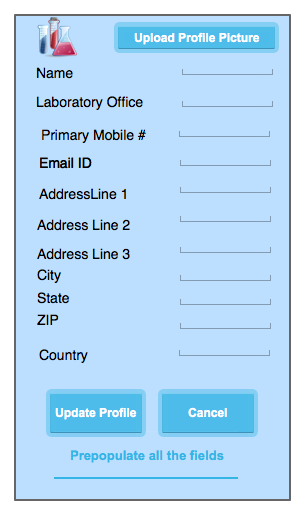 Upload Profile Picture
Name
Laboratory Office
Primary Mobile #
Email ID
AddressLine 1
Address Line 2
Address Line 3
City
State
ZIP
Country
Update Profile Cancel
Prepopulate all the fields